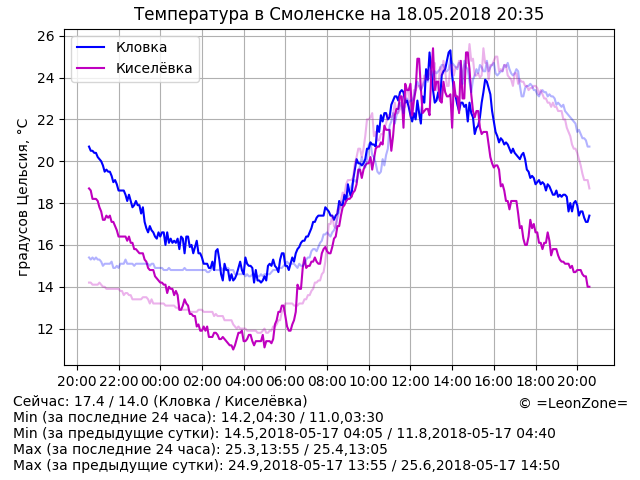 Температура в Смоленске на 18.05.2018 20:35
градусов Цельсия, °C
26
24
22
20
18
16
14
12
Кловка
Киселёвка
20:00 22:00 00:00 02:00 04:00 06:00 08:00 10:00 12:00 14:00 16:00 18:00 20:00
Сейчас: 17.4 / 14.0 (Кловка / Киселёвка)
© =LeonZone=
Min (за последние 24 часа): 14.2,04:30 / 11.0,03:30
Min (за предыдущие сутки): 14.5,2018-05-17 04:05 / 11.8,2018-05-17 04:40
Max (за последние 24 часа): 25.3,13:55 / 25.4,13:05
Max (за предыдущие сутки): 24.9,2018-05-17 13:55 / 25.6,2018-05-17 14:50